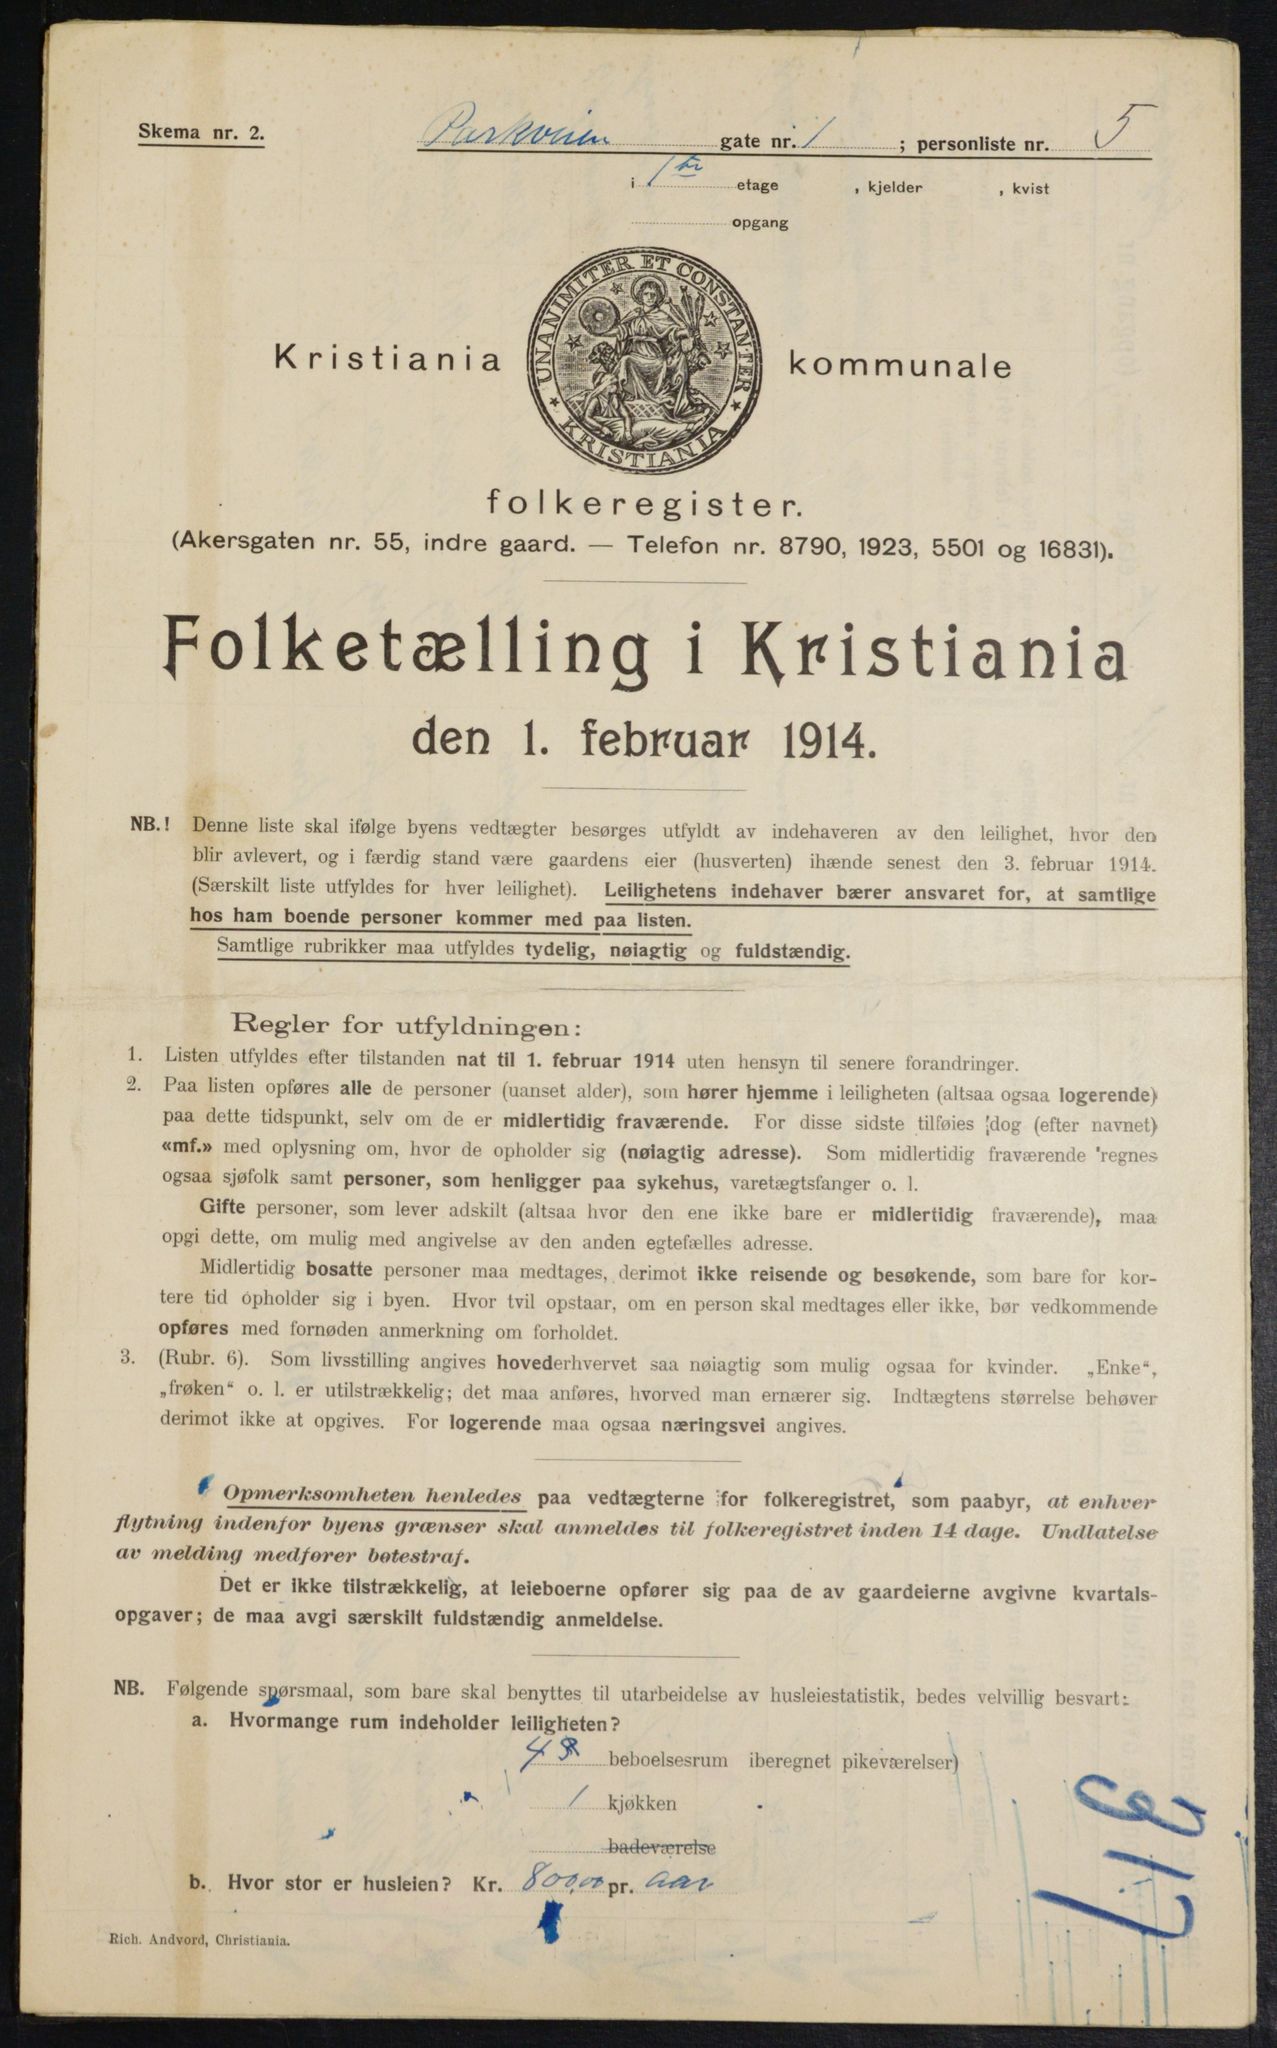 Skema nr. 2.
Parkveien gate nr. 1 ; personliste nr. 5
i 1ste etage , kjelder , kvist
opgang
UNANIMITER ET CONSTANTER
KRISTIANIA
Kristiania kommunale
folkeregister.
(Akersgaten nr. 55, indre gaard. — Telefon nr. 8790, 1923, 5501 og 16831).
Folketælling i Kristiania
den 1. februar 1914.
NB.! Denne liste skal ifølge byens vedtægter besørges utfyldt av indehaveren av den leilighet, hvor den
blir avlevert, og i færdig stand være gaardens eier (husverten) ihænde senest den 3. februar 1914.
(Særskilt liste utfyldes for hver leilighet). Leilighetens indehaver bærer ansvaret for, at samtlige
hos ham boende personer kommer med paa listen.
Samtlige rubrikker maa utfyldes tydelig, nøiagtig og fuldstændig.
Regler for utfyldningen:
1. Listen utfyldes efter tilstanden nat til 1. februar 1914 uten hensyn til senere forandringer.
2. Paa listen opføres alle de personer (uanset alder), som hører hjemme i leiligheten (altsaa ogsaa logerende)
paa dette tidspunkt, selv om de er midlertidig fraværende. For disse sidste tilføies dog (efter navnet)
«mf.» med oplysning om, hvor de opholder sig (nøiagtig adresse). Som midlertidig fraværende regnes
ogsaa sjøfolk samt personer, som henligger paa sykehus, varetægtsfanger o. l.
Gifte personer, som lever adskilt (altsaa hvor den ene ikke bare er midlertidig fraværende), maa
opgi dette, om mulig med angivelse av den anden egtefælles adresse.
Midlertidig bosatte personer maa medtages, derimot ikke reisende og besøkende, som bare for kor-
tere tid opholder sig i byen. Hvor tvil opstaar, om en person skal medtages eller ikke, bør vedkommende
opføres med fornøden anmerkning om forholdet.
3. (Rubr. 6). Som livsstilling angives hovederhvervet saa nøiagtig som mulig ogsaa for kvinder. „Enke“,
„frøken“ o. l. er utilstrækkelig; det maa anføres, hvorved man ernærer sig. Indtægtens størrelse behøver
derimot ikke at opgives. For logerende maa ogsaa næringsvei angives.
Opmerksomheten henledes paa vedtægterne for folkeregistret, som paabyr, at enhver
flytning indenfor byens grænser skal anmeldes til folkeregistret inden 14 dage. Undlatelse
av melding medfører bøtestraf.
Det er ikke tilstrækkelig, at leieboerne opfører sig paa de av gaardeierne avgivne kvartals-
opgaver; de maa avgi særskilt fuldstændig anmeldelse.
NB. Følgende spørsmaal, som bare skal benyttes til utarbeidelse av husleiestatistik, bedes velvillig besvart:
a. Hvormange rum indeholder leiligheten?
4 beboelsesrum iberegnet pikeværelser)
1 kjøkken
badeværelse
b. Hvor stor er husleien? Kr. 800,00 pr. aar
Rich. Andvord, Christiania.
317